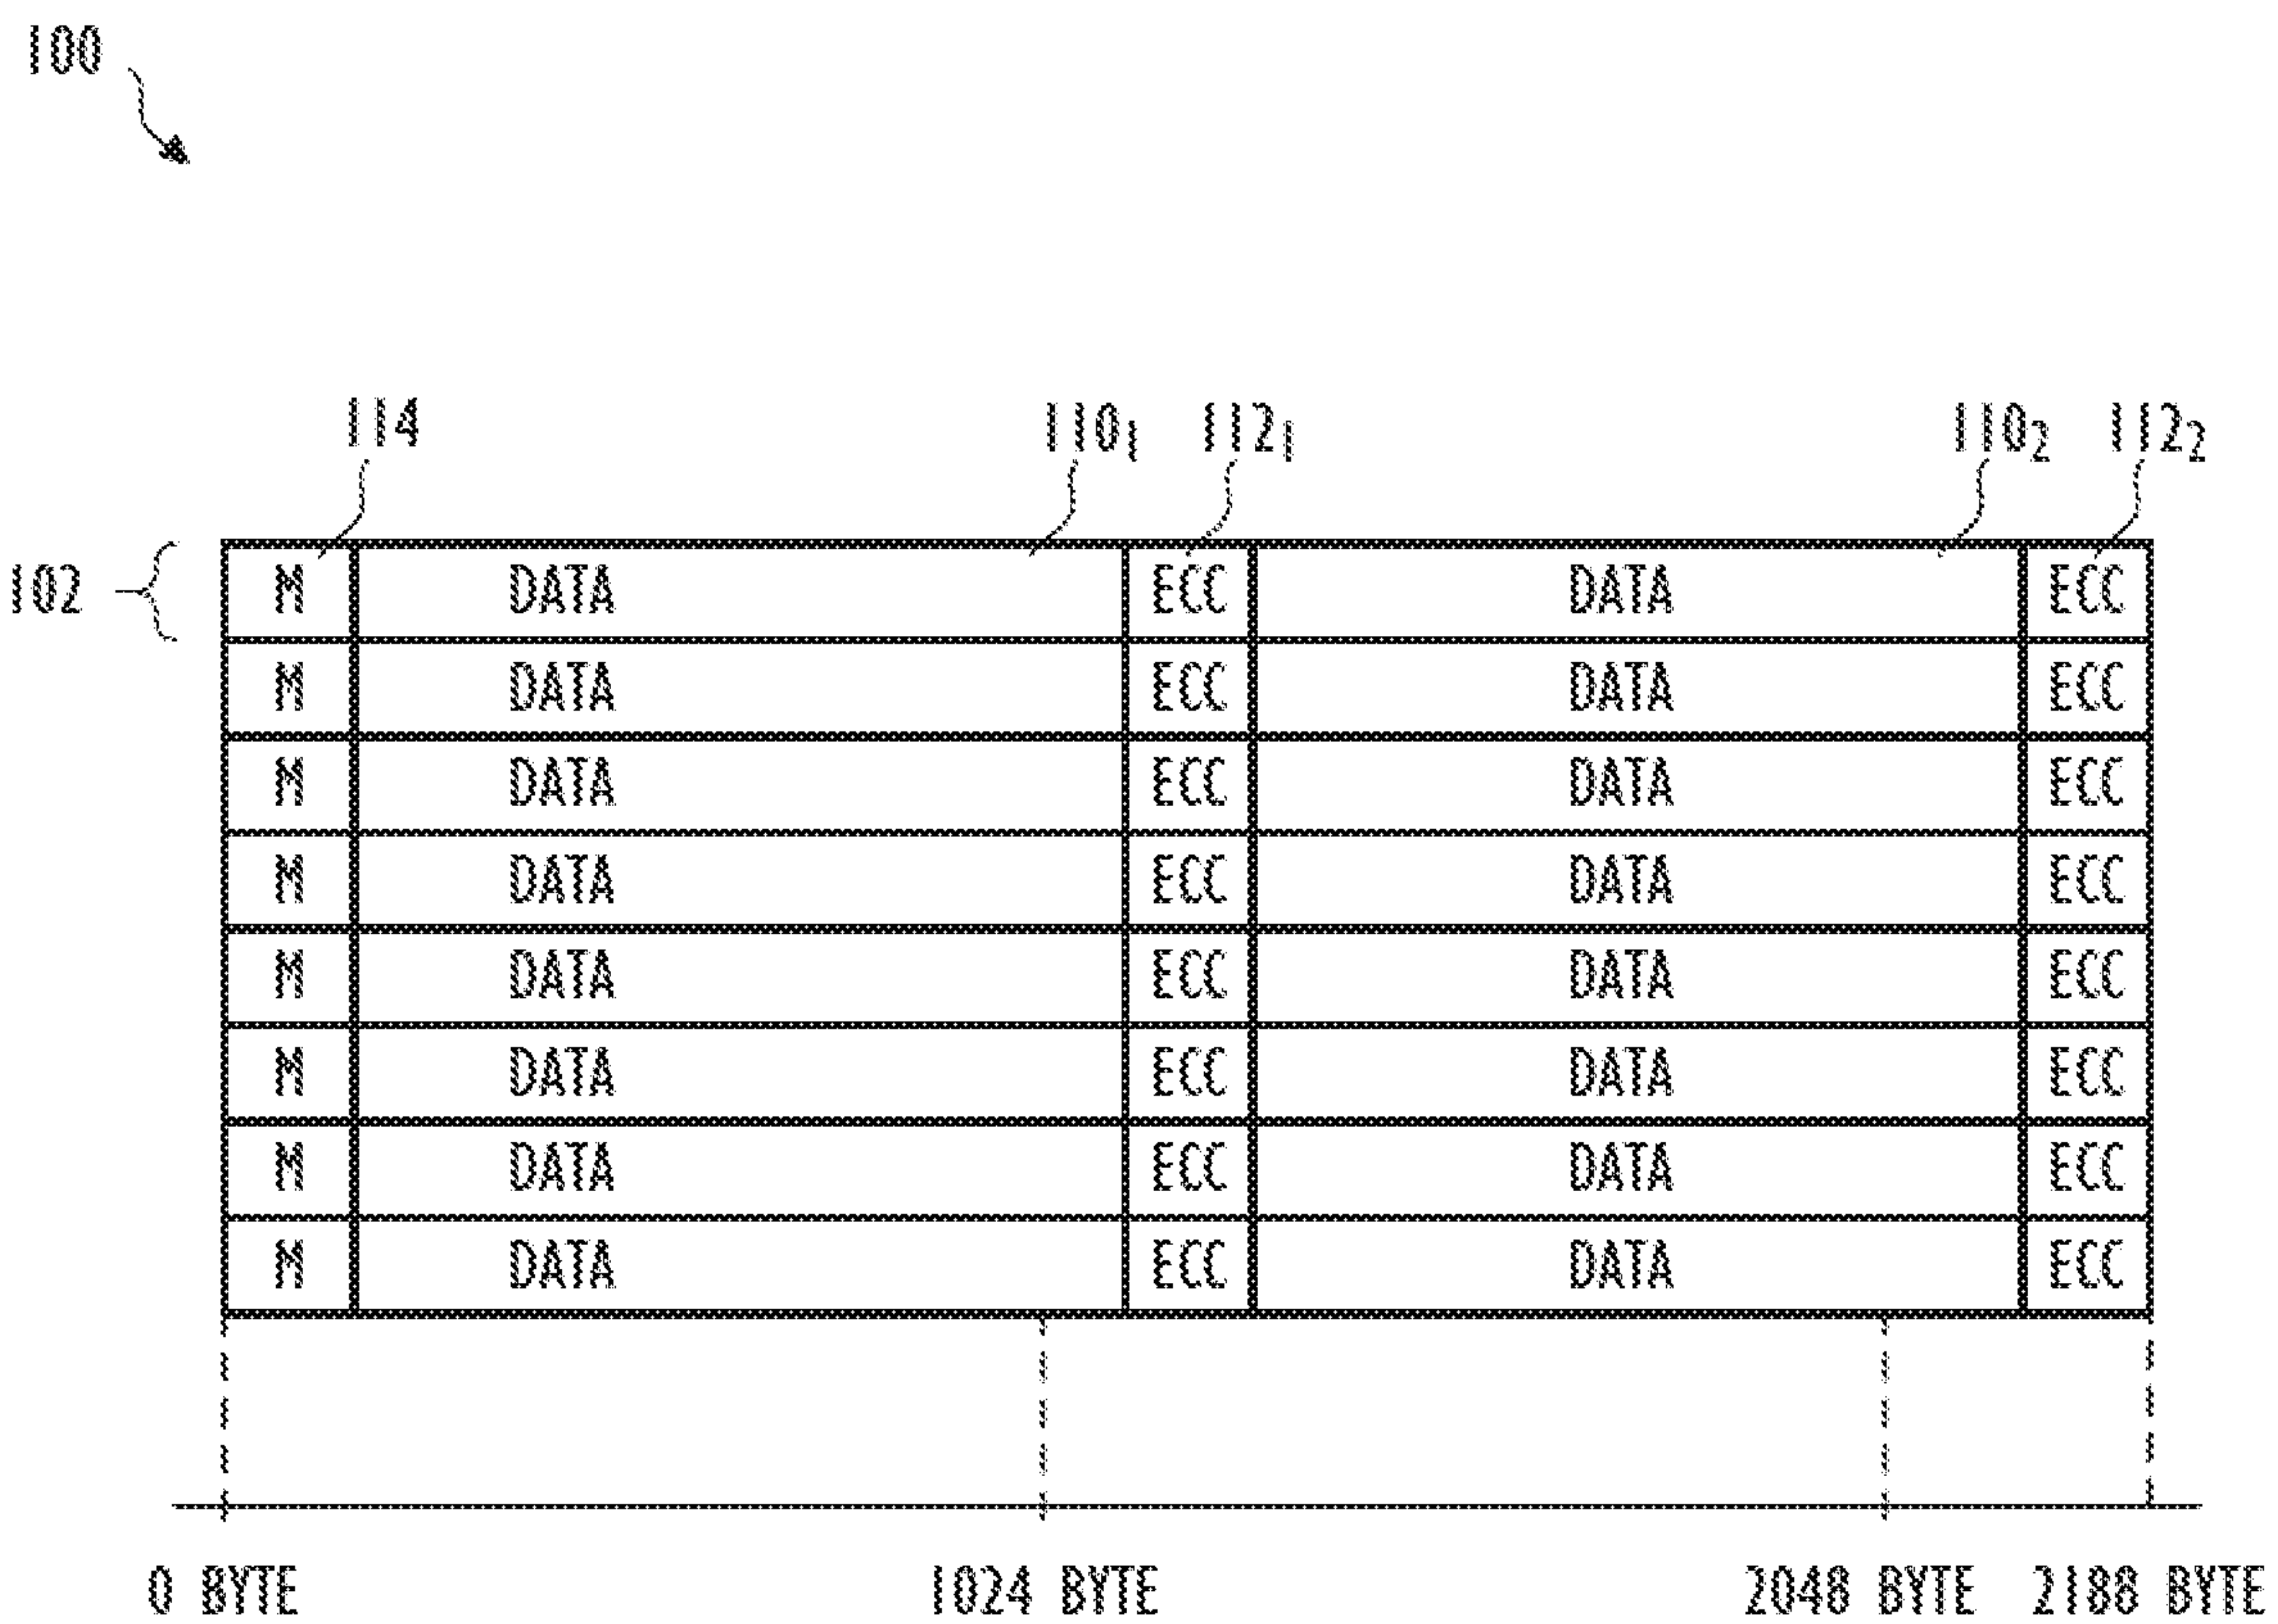 100
114 110₁ 112₁ 110₂ 112₂
102 M DATA ECC DATA ECC
M DATA ECC DATA ECC
M DATA ECC DATA ECC
M DATA ECC DATA ECC
M DATA ECC DATA ECC
M DATA ECC DATA ECC
M DATA ECC DATA ECC
M DATA ECC DATA ECC
0 BYTE 1024 BYTE 2048 BYTE 2188 BYTE